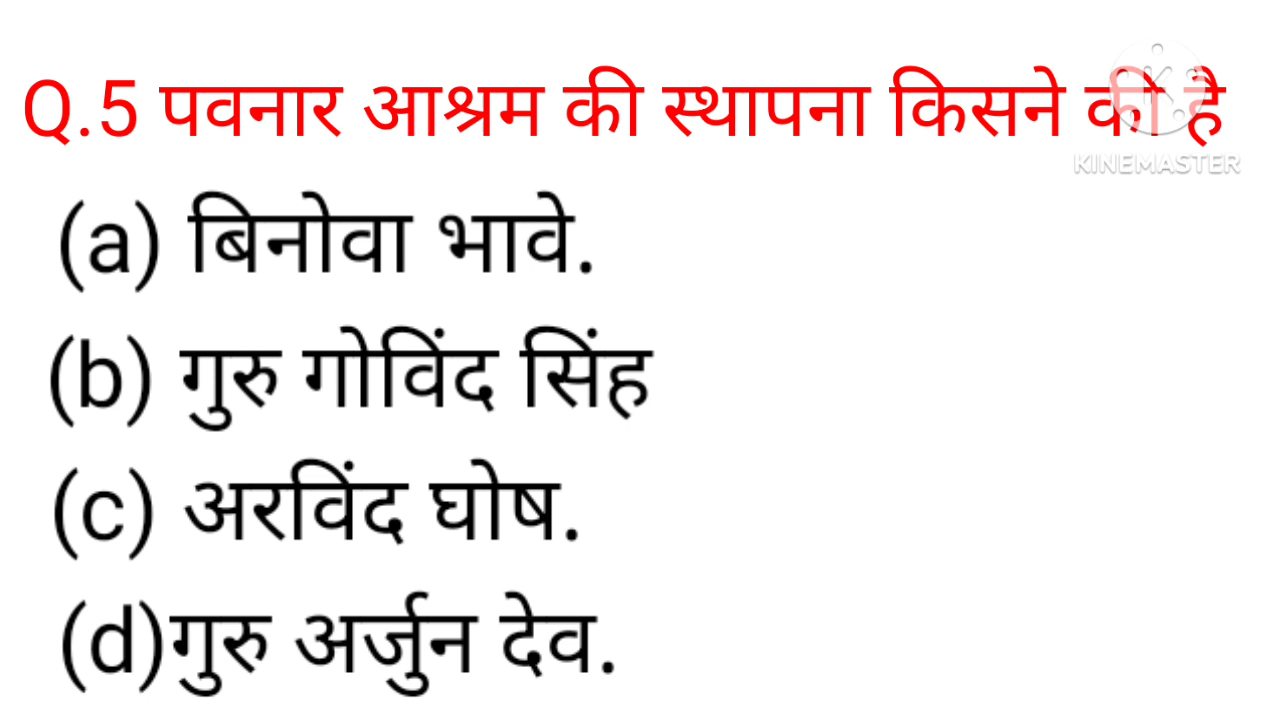 Q.5 पवनार आश्रम की स्थापना किसने की है
KINEMASTER
(a) बिनोवा भावे.
(b) गुरु गोविंद सिंह
(c) अरविंद घोष.
(d)गुरु अर्जुन देव.